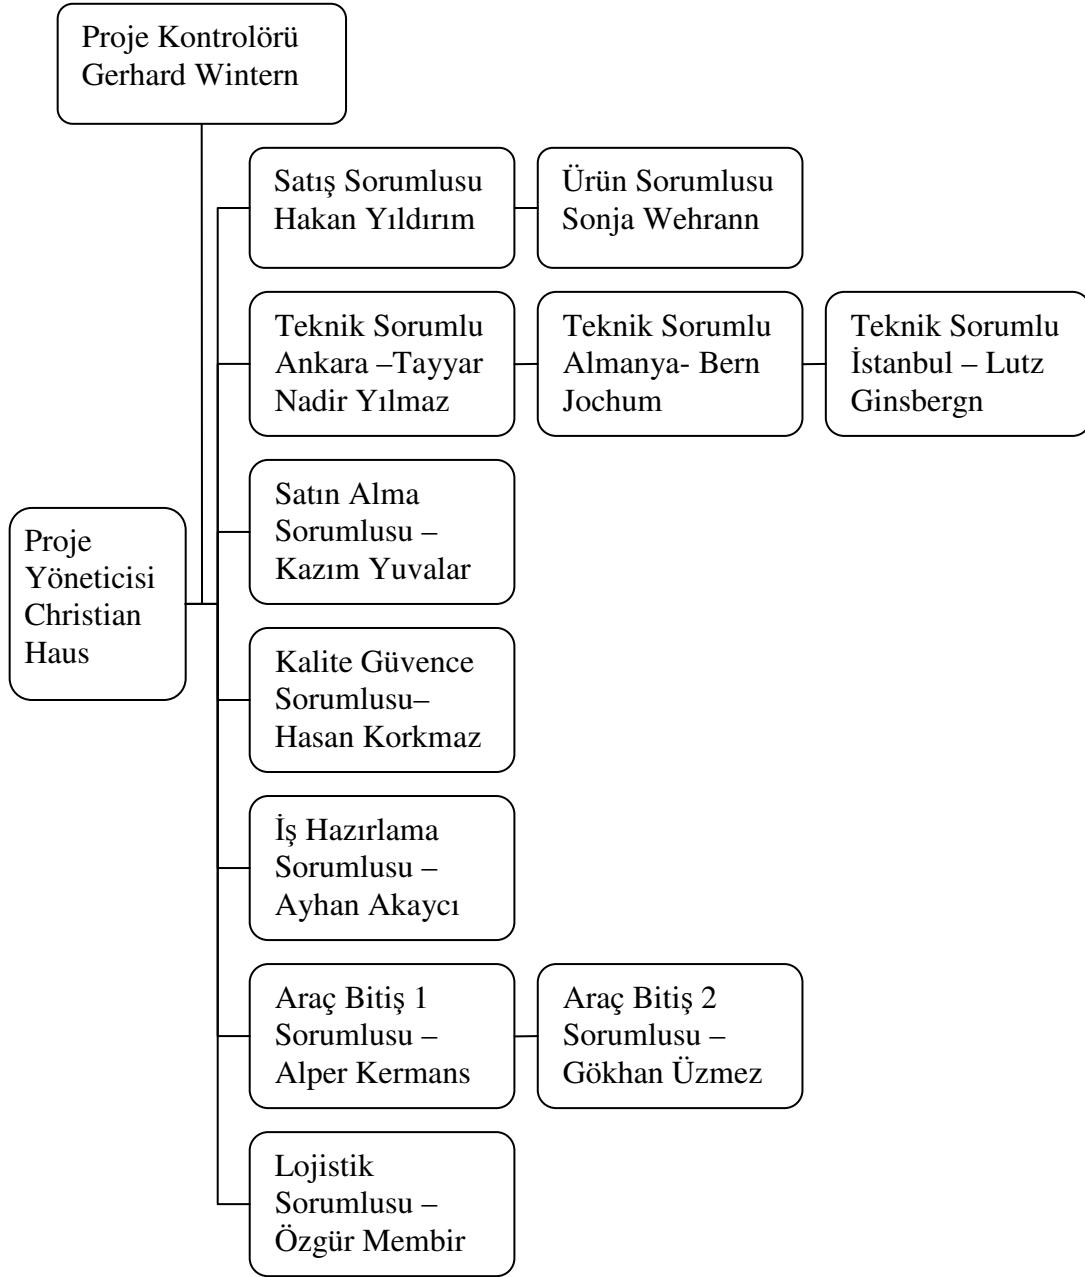 Proje Kontrolörü
Gerhard Wintern
Satış Sorumlusu
Hakan Yıldırım
Ürün Sorumlusu
Sonja Wehrann
Teknik Sorumlu
Ankara –Tayyar
Nadir Yılmaz
Teknik Sorumlu
Almanya- Bern
Jochum
Teknik Sorumlu
İstanbul – Lutz
Ginsbergn
Satın Alma
Sorumlusu –
Kazım Yuvalar
Proje
Yöneticisi
Christian
Haus
Kalite Güvence
Sorumlusu–
Hasan Korkmaz
İş Hazırlama
Sorumlusu –
Ayhan Akaycı
Araç Bitiş 1
Sorumlusu –
Alper Kermans
Araç Bitiş 2
Sorumlusu –
Gökhan Üzmez
Lojistik
Sorumlusu –
Özgür Membir